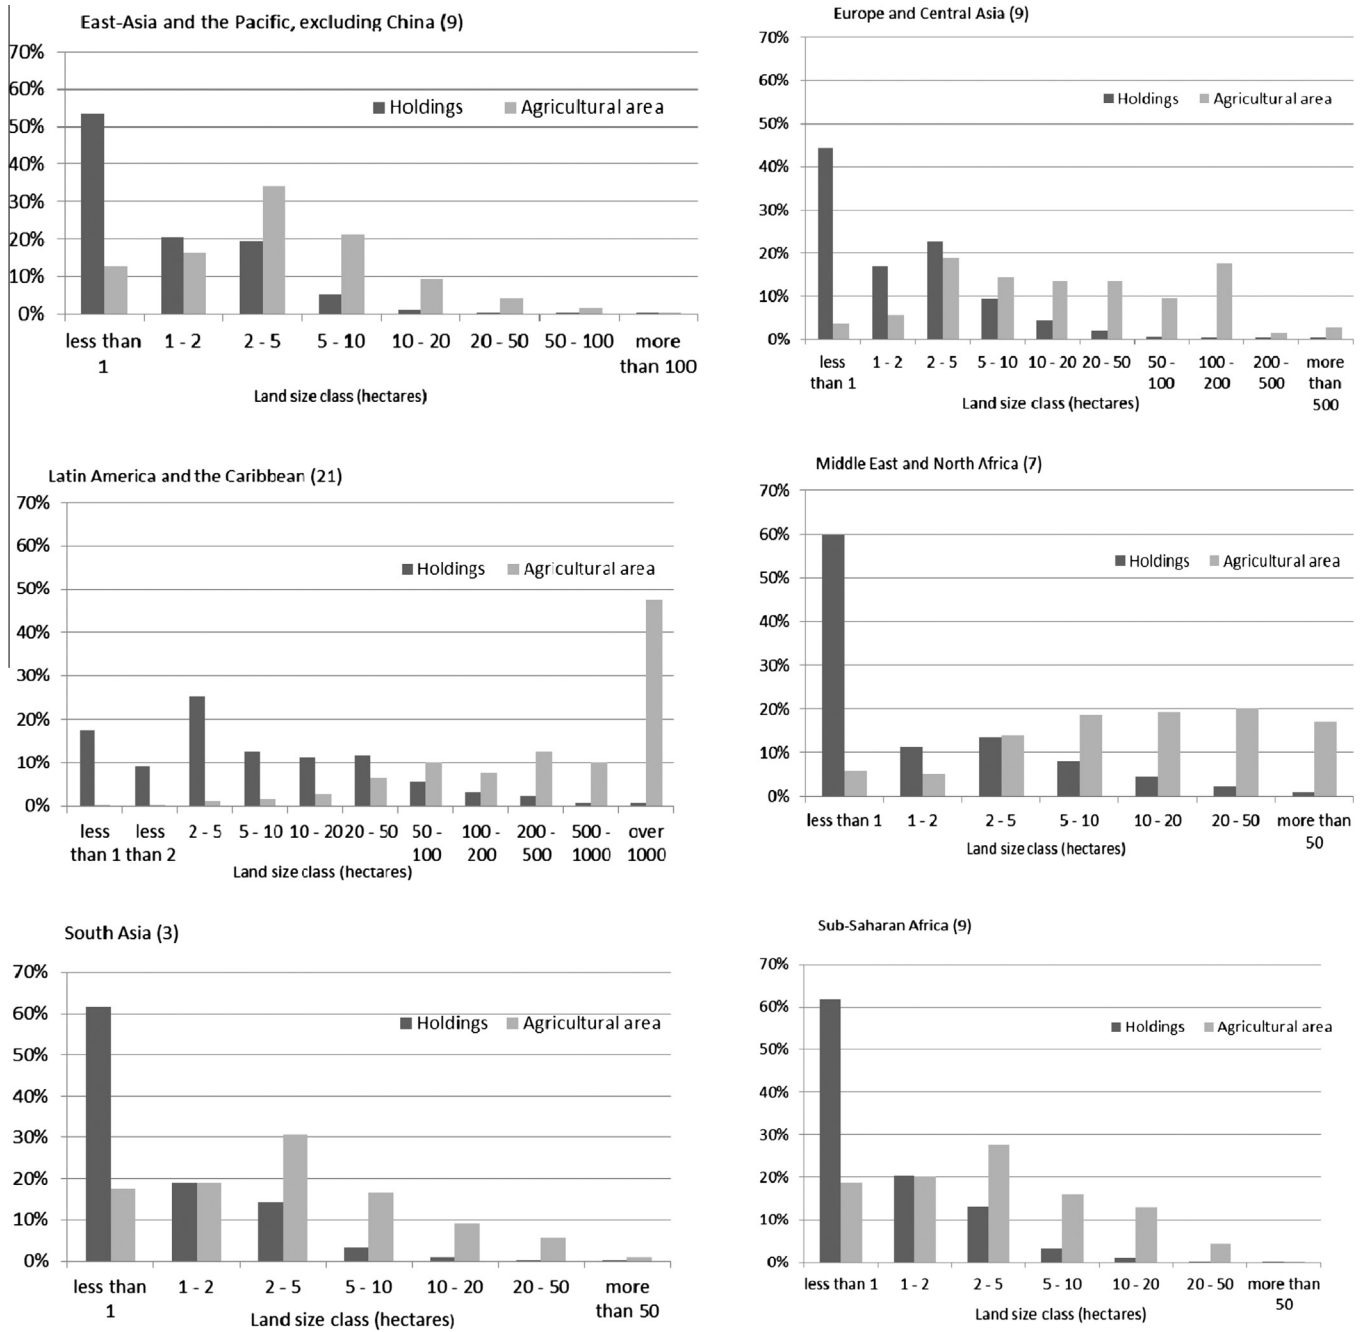 East-Asia and the Pacific, excluding China (9)
70%
60%
Holdings Agricultural area
50%
40%
30%
20%
10%
0%
less than 1 - 2 2 - 5 5 - 10 10 - 20 20 - 50 50 - 100 more
1 than 100
Land size class (hectares)
Europe and Central Asia (9)
70%
60%
Holdings Agricultural area
50%
40%
30%
20%
10%
0%
less 1 - 2 2 - 5 5 - 10 10 - 20 20 - 50 50 - 100 - 200 - more
than 1 100 200 500 than
500
Land size class (hectares)
Latin America and the Caribbean (21)
70%
60%
Holdings Agricultural area
50%
40%
30%
20%
10%
0%
less less 2 - 5 5 - 10 10 - 20 20 - 50 50 - 100 - 200 - 500 - over
than 1 than 2 100 200 500 1000 1000
Land size class (hectares)
Middle East and North Africa (7)
70%
60%
Holdings Agricultural area
50%
40%
30%
20%
10%
0%
less than 1 1 - 2 2 - 5 5 - 10 10 - 20 20 - 50 more than
50
Land size class (hectares)
South Asia (3)
70%
60%
Holdings Agricultural area
50%
40%
30%
20%
10%
0%
less than 1 - 2 2 - 5 5 - 10 10 - 20 20 - 50 more
1 than 50
Land size class (hectares)
Sub-Saharan Africa (9)
70%
60%
Holdings Agricultural area
50%
40%
30%
20%
10%
0%
less than 1 1 - 2 2 - 5 5 - 10 10 - 20 20 - 50 more than
50
Land size class (hectares)